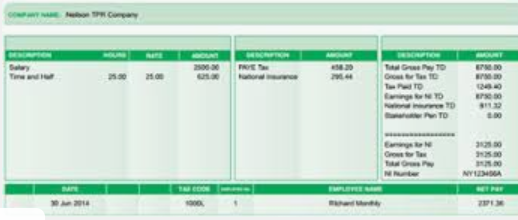 COMPANY NAME: Neilson TPR Company
DESCRIPTION HOURS RATE AMOUNT
Salary 2500.00
Time and Half 25.00 25.00 625.00
DESCRIPTION AMOUNT
PAYE Tax 458.20
National Insurance 295.44
DESCRIPTION AMOUNT
Total Gross Pay TD 8750.00
Gross for Tax TD 8750.00
Tax Paid TD 1249.40
Earnings for NI TD 8750.00
National Insurance TD 911.32
Stakeholder Pen TD 0.00
==================
Earnings for NI 3125.00
Gross for Tax 3125.00
Total Gross Pay 3125.00
NI Number NY123456A
DATE TAX CODE EMPLOYEE NAME NET PAY
30 Jun 2014 1000L 1 Richard Monthly 2371.36